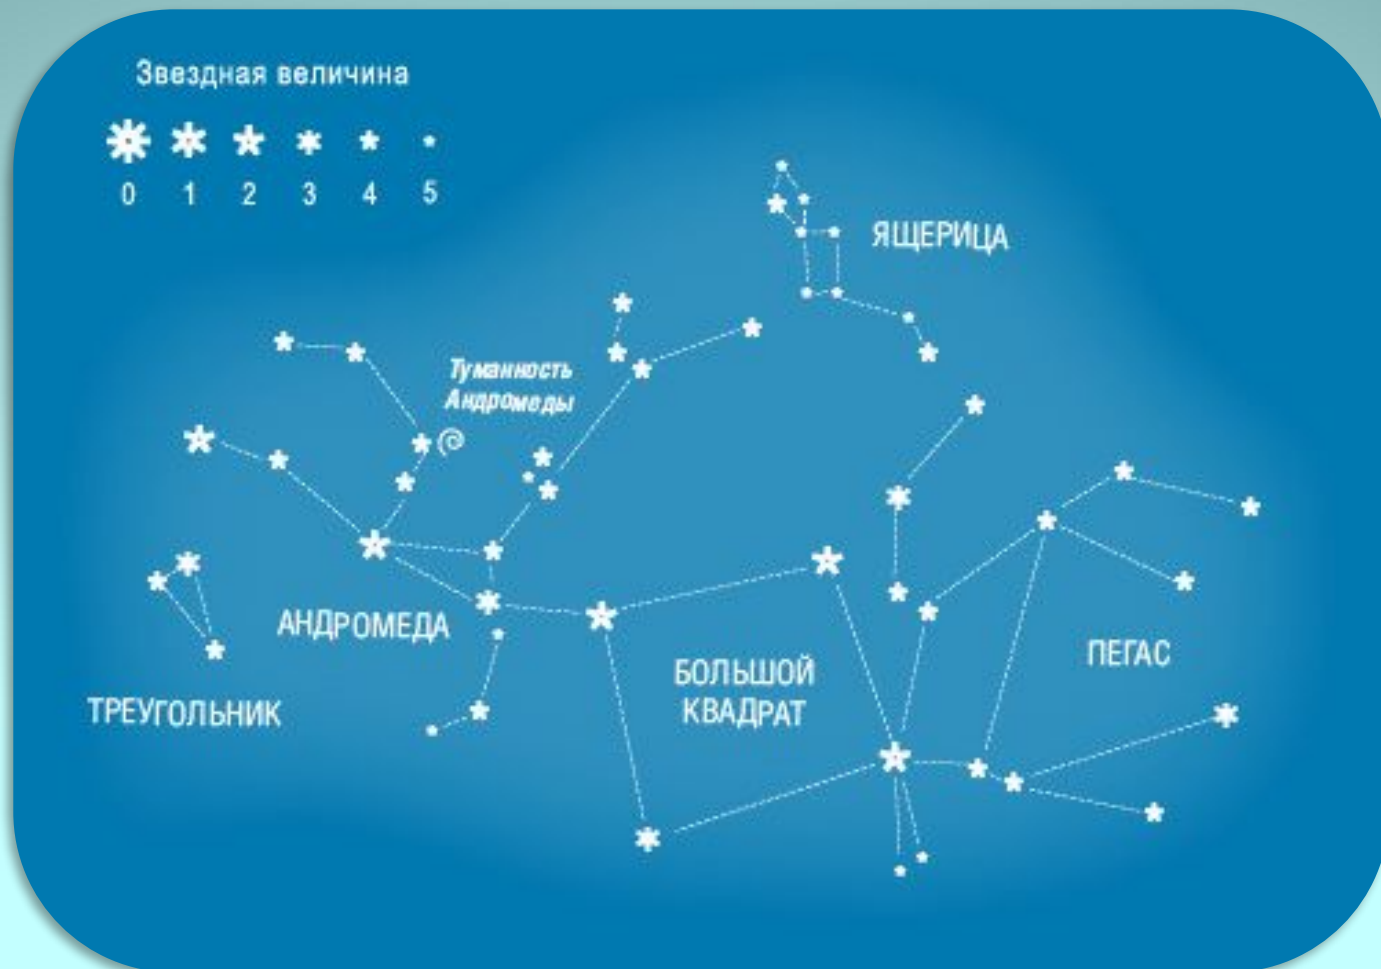 Звездная величина
0 1 2 3 4 5
ЯЩЕРИЦА
Туманность
Андромеды
АНДРОМЕДА
ТРЕУГОЛЬНИК
БОЛЬШОЙ
КВАДРАТ
ПЕГАС